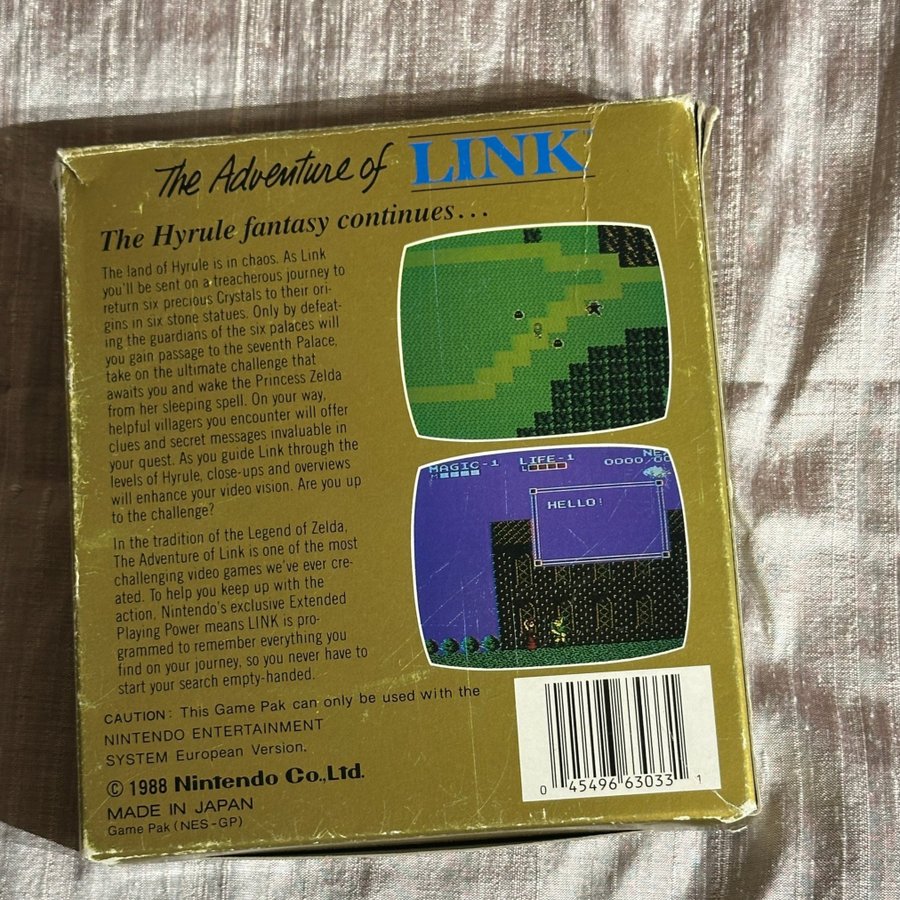 The Adventure of LINK
The Hyrule fantasy continues...
The land of Hyrule is in chaos. As Link
you'll be sent on a treacherous journey to
return six precious Crystals to their ori-
gins in six stone statues. Only by defeat-
ing the guardians of the six palaces will
you gain passage to the seventh Palace,
take on the ultimate challenge that
awaits you and wake the Princess Zelda
from her sleeping spell. On your way,
helpful villagers you encounter will offer
clues and secret messages invaluable in
your quest. As you guide Link through the
levels of Hyrule, close-ups and overviews
will enhance your video vision. Are you up
to the challenge?
In the tradition of the Legend of Zelda,
The Adventure of Link is one of the most
challenging video games we've ever cre-
ated. To help you keep up with the
action, Nintendo's exclusive Extended
Playing Power means LINK is pro-
grammed to remember everything you
find on your journey, so you never have to
start your search empty-handed.
MAGIC-1 LIFE-1 NEX
0000/00
HELLO!
CAUTION: This Game Pak can only be used with the
NINTENDO ENTERTAINMENT
SYSTEM European Version.
© 1988 Nintendo Co.,Ltd.
MADE IN JAPAN
Game Pak (NES-GP)
0 45496 63033 1